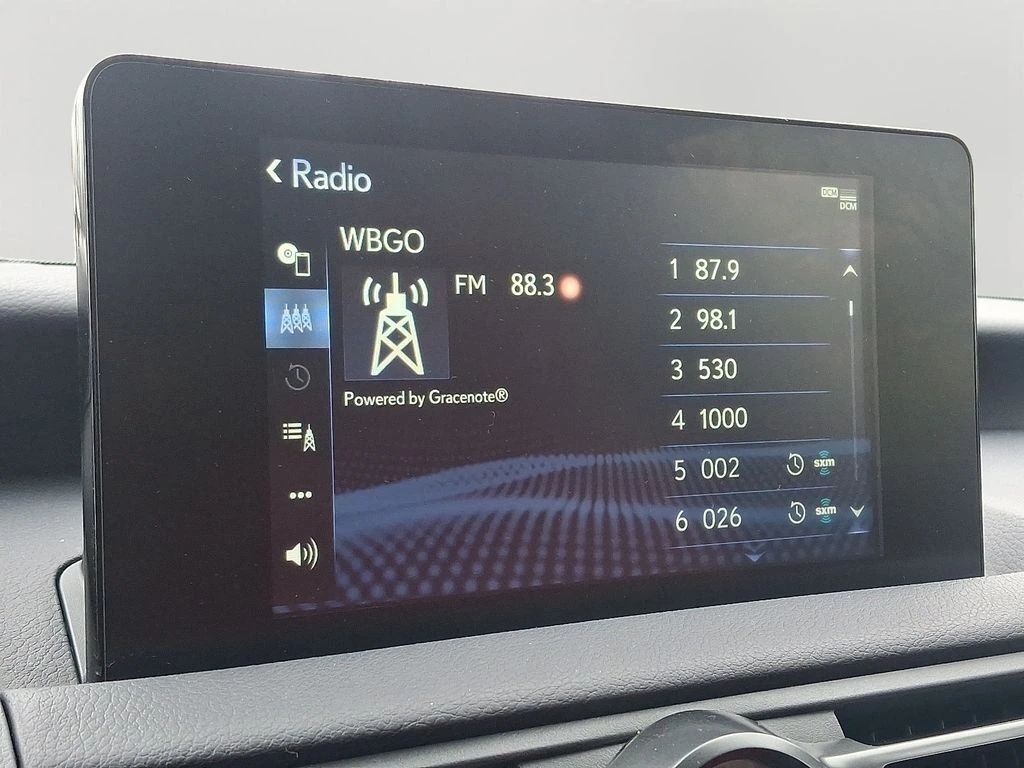 Radio
DCM
DCM
WBGO
FM 88.3
Powered by Gracenote®
1 87.9
2 98.1
3 530
4 1000
5 002 sxm
6 026 sxm